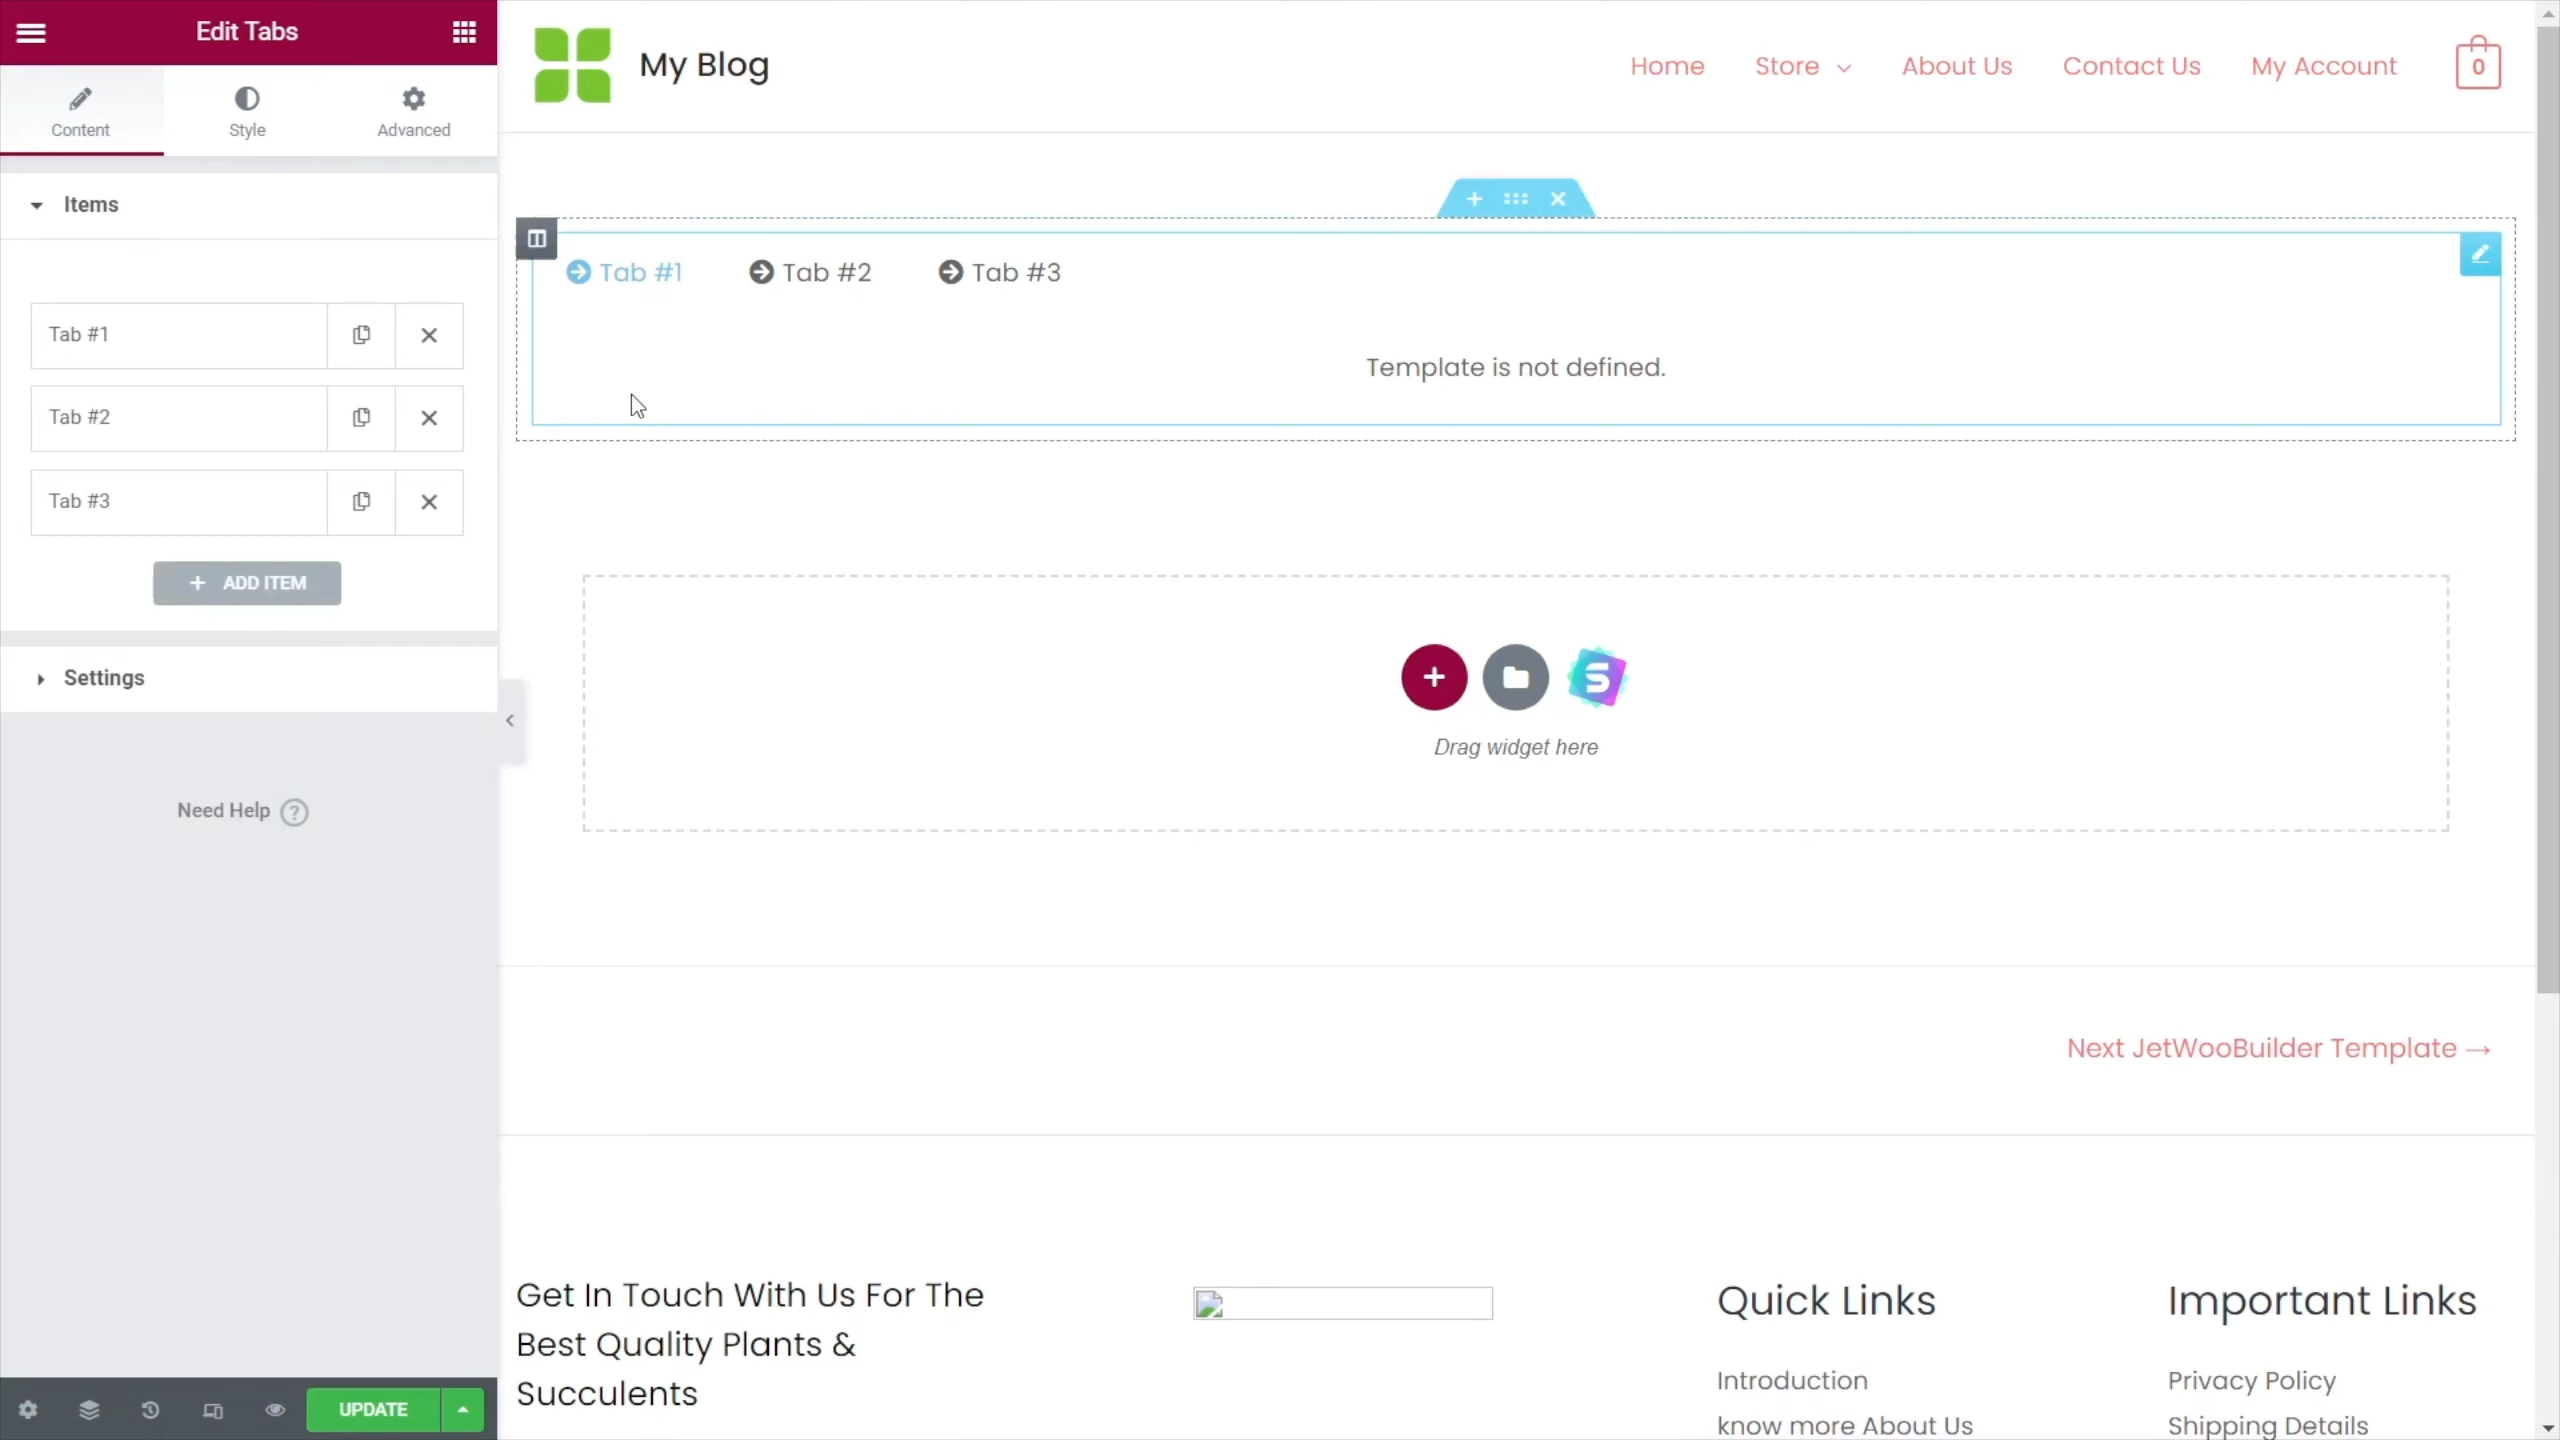 Edit Tabs
Content
Style
Advanced
Items
Tab #1
Tab #2
Tab #3
+ ADD ITEM
Settings
Need Help ?
UPDATE
My Blog
Home
Store
About Us
Contact Us
My Account
0
Tab #1
Tab #2
Tab #3
Template is not defined.
S
Drag widget here
Next JetWooBuilder Template →
Get In Touch With Us For The
Best Quality Plants &
Succulents
Quick Links
Introduction
know more About Us
Important Links
Privacy Policy
Shipping Details